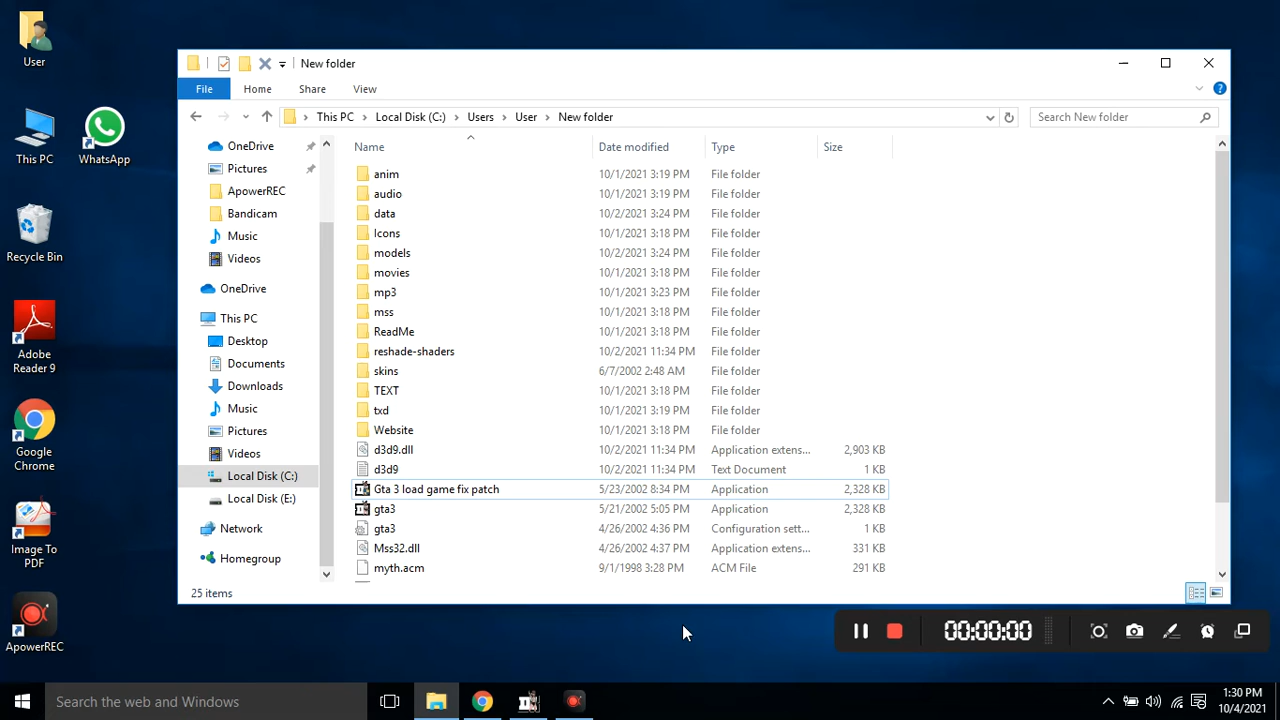 User
This PC
WhatsApp
Recycle Bin
Adobe
Reader 9
Google
Chrome
Image To
PDF
ApowerREC
New folder
File Home Share View
This PC Local Disk (C:) Users User New folder
Search New folder
OneDrive
Pictures
ApowerREC
Bandicam
Music
Videos
OneDrive
This PC
Desktop
Documents
Downloads
Music
Pictures
Videos
Local Disk (C:)
Local Disk (E:)
Network
Homegroup
Name Date modified Type Size
anim 10/1/2021 3:19 PM File folder
audio 10/1/2021 3:19 PM File folder
data 10/2/2021 3:24 PM File folder
Icons 10/1/2021 3:18 PM File folder
models 10/2/2021 3:24 PM File folder
movies 10/1/2021 3:18 PM File folder
mp3 10/1/2021 3:23 PM File folder
mss 10/1/2021 3:18 PM File folder
ReadMe 10/1/2021 3:18 PM File folder
reshade-shaders 10/2/2021 11:34 PM File folder
skins 6/7/2002 2:48 AM File folder
TEXT 10/1/2021 3:18 PM File folder
txd 10/1/2021 3:19 PM File folder
Website 10/1/2021 3:18 PM File folder
d3d9.dll 10/2/2021 11:34 PM Application extens... 2,903 KB
d3d9 10/2/2021 11:34 PM Text Document 1 KB
Gta 3 load game fix patch 5/23/2002 8:34 PM Application 2,328 KB
gta3 5/21/2002 5:05 PM Application 2,328 KB
gta3 4/26/2002 4:36 PM Configuration sett... 1 KB
Mss32.dll 4/26/2002 4:37 PM Application extens... 331 KB
myth.acm 9/1/1998 3:28 PM ACM File 291 KB
25 items
00:00:00
Search the web and Windows
1:30 PM
10/4/2021